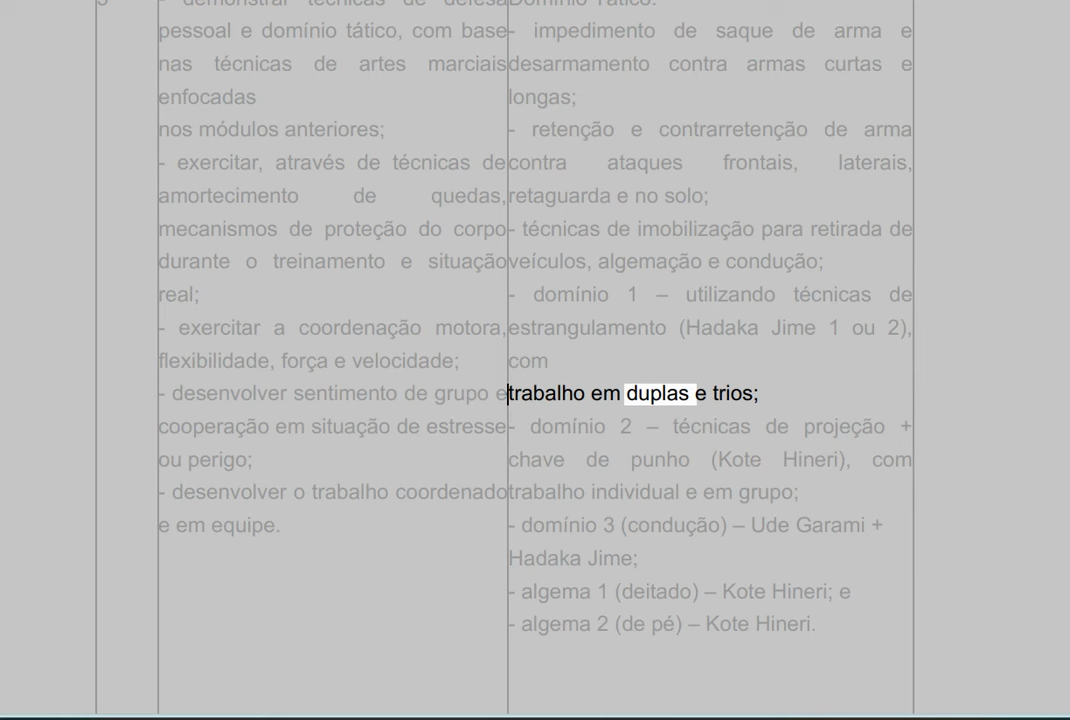 - demonstrar técnicas de defesa
pessoal e domínio tático, com base
nas técnicas de artes marciais
enfocadas
nos módulos anteriores;
- exercitar, através de técnicas de
amortecimento de quedas,
mecanismos de proteção do corpo
durante o treinamento e situação
real;
- exercitar a coordenação motora,
flexibilidade, força e velocidade;
- desenvolver sentimento de grupo e
cooperação em situação de estresse
ou perigo;
- desenvolver o trabalho coordenado
e em equipe.
Domínio Tático:
- impedimento de saque de arma e
desarmamento contra armas curtas e
longas;
- retenção e contrarretenção de arma
contra ataques frontais, laterais,
retaguarda e no solo;
- técnicas de imobilização para retirada de
veículos, algemação e condução;
- domínio 1 – utilizando técnicas de
estrangulamento (Hadaka Jime 1 ou 2),
com
trabalho em duplas e trios;
- domínio 2 – técnicas de projeção +
chave de punho (Kote Hineri), com
trabalho individual e em grupo;
- domínio 3 (condução) – Ude Garami +
Hadaka Jime;
- algema 1 (deitado) – Kote Hineri; e
- algema 2 (de pé) – Kote Hineri.